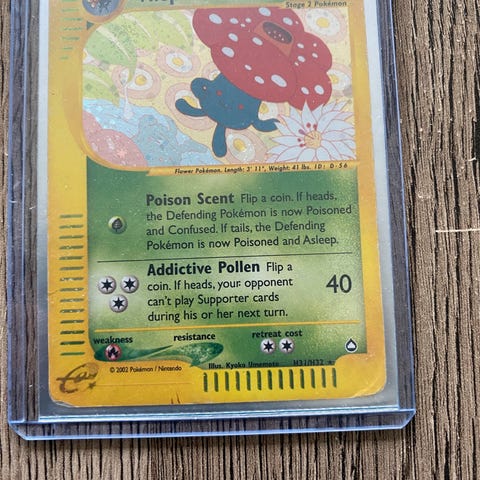 Stage 2 Pokémon
Flower Pokémon. Length: 3' 11", Weight: 41 lbs. ID: D-56
Poison Scent Flip a coin. If heads,
the Defending Pokémon is now Poisoned
and Confused. If tails, the Defending
Pokémon is now Poisoned and Asleep.
Addictive Pollen Flip a
coin. If heads, your opponent
can't play Supporter cards
during his or her next turn.
40
weakness
resistance
retreat cost
Illus. Kyoko Umemoto
H31/H32
© 2002 Pokémon / Nintendo